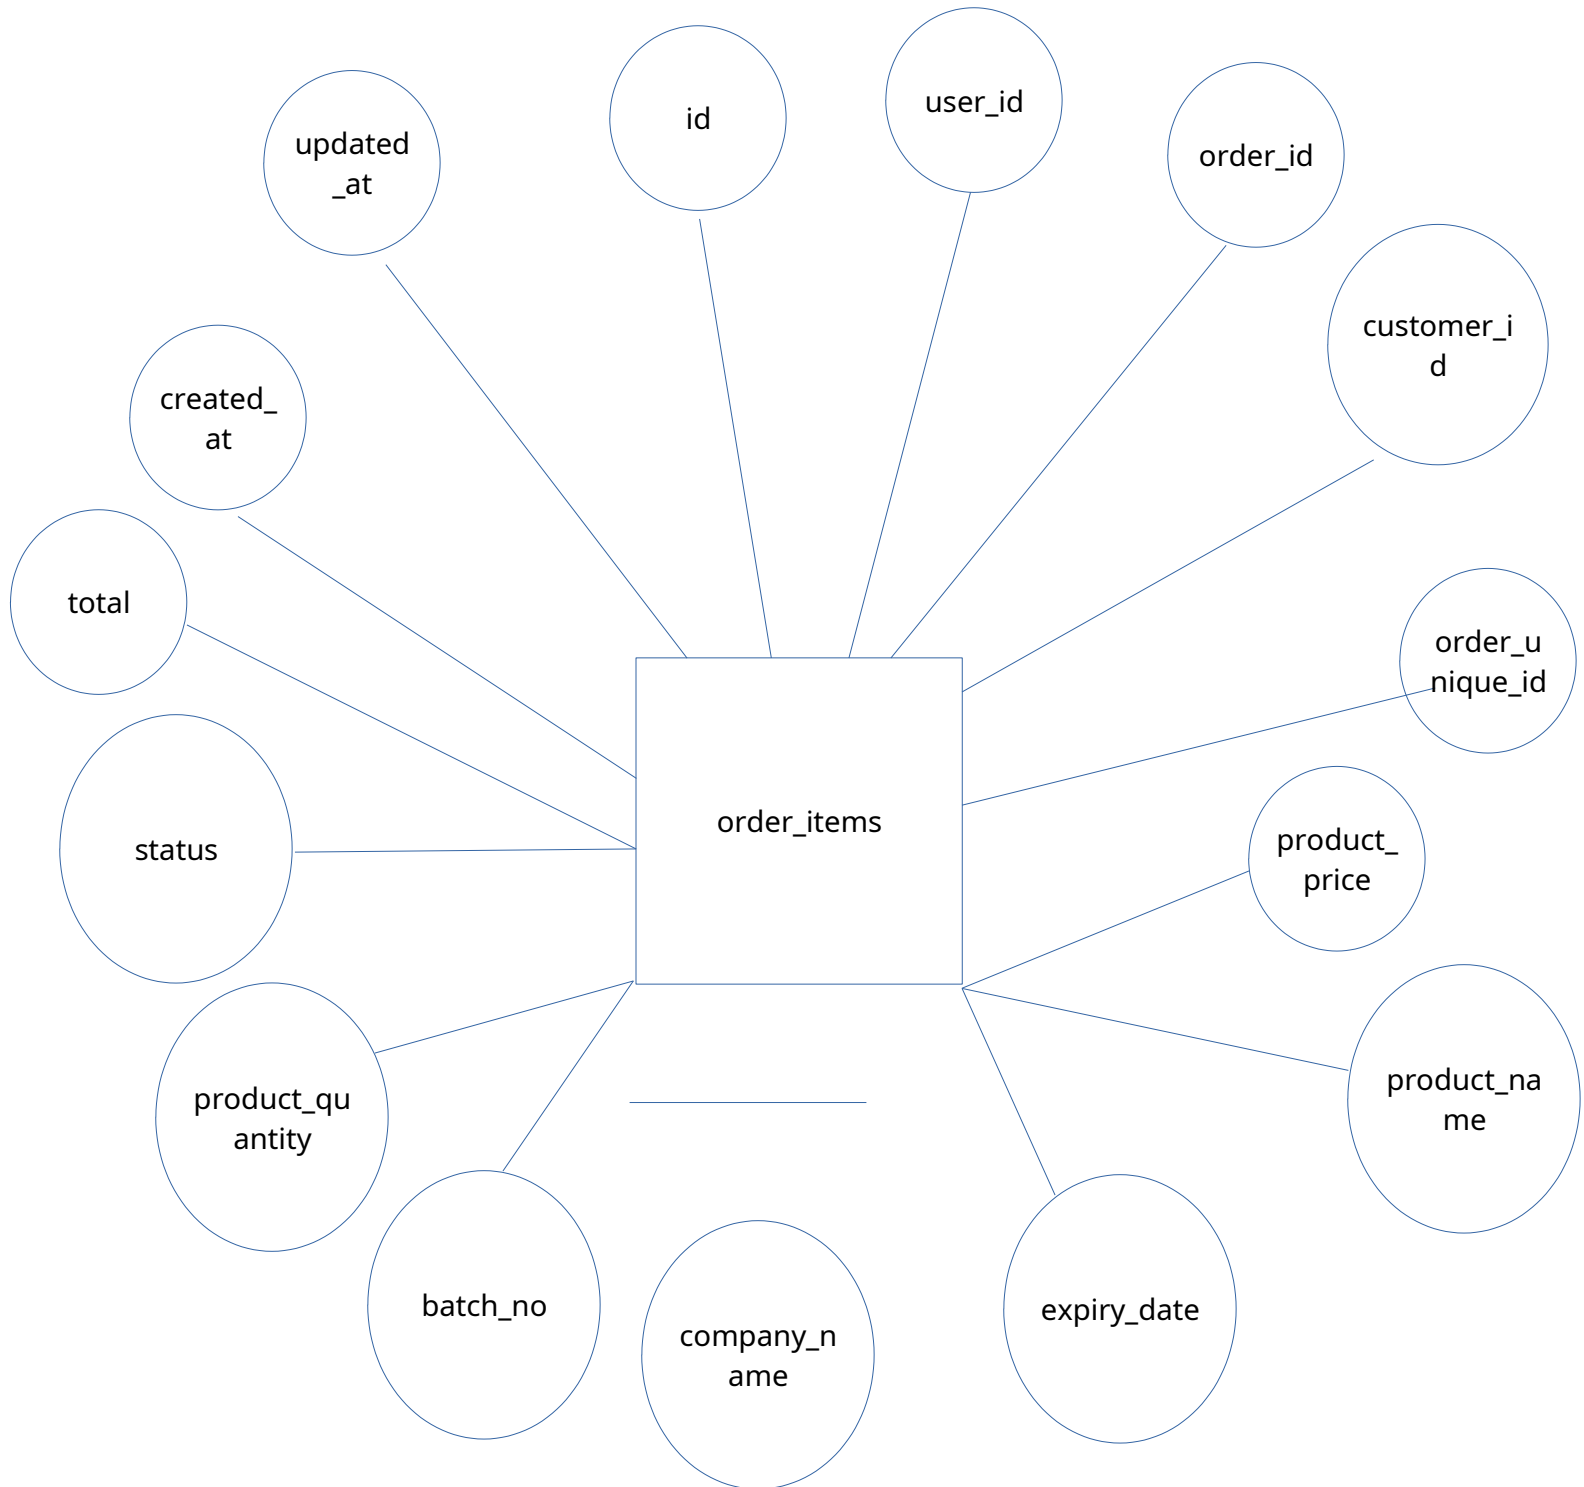 updated
_at
id
user_id
order_id
customer_i
d
created_
at
total
order_u
nique_id
order_items
product_
price
status
product_na
me
product_qu
antity
batch_no
company_n
ame
expiry_date